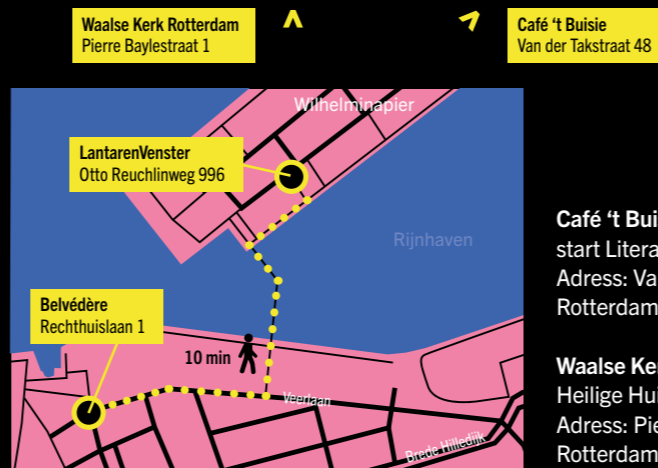 Waalse Kerk Rotterdam
Pierre Baylestraat 1
Café ‘t Buisie
Van der Takstraat 48
Wilhelminapier
LantarenVenster
Otto Reuchlinweg 996
Rijnhaven
Belvédère
Rechthuislaan 1
10 min
Veerlaan
Brede Hilledijk
Café ‘t Bui
start Litera
Adress: Va
Rotterdam
Waalse Ker
Heilige Hui
Adress: Pie
Rotterdam